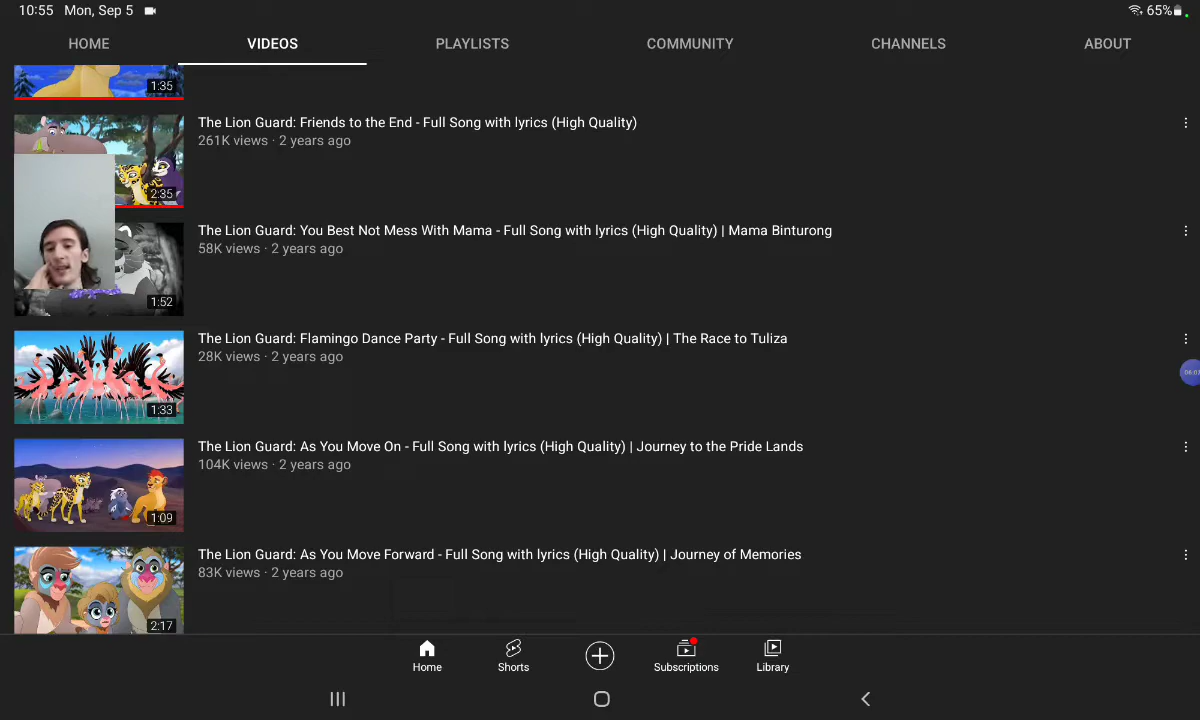 10:55 Mon, Sep 5 65%
HOME VIDEOS PLAYLISTS COMMUNITY CHANNELS ABOUT
1:35
The Lion Guard: Friends to the End - Full Song with lyrics (High Quality)
261K views · 2 years ago
2:35
The Lion Guard: You Best Not Mess With Mama - Full Song with lyrics (High Quality) | Mama Binturong
58K views · 2 years ago
1:52
The Lion Guard: Flamingo Dance Party - Full Song with lyrics (High Quality) | The Race to Tuliza
28K views · 2 years ago
1:33
The Lion Guard: As You Move On - Full Song with lyrics (High Quality) | Journey to the Pride Lands
104K views · 2 years ago
1:09
The Lion Guard: As You Move Forward - Full Song with lyrics (High Quality) | Journey of Memories
83K views · 2 years ago
2:17
Home Shorts Subscriptions Library